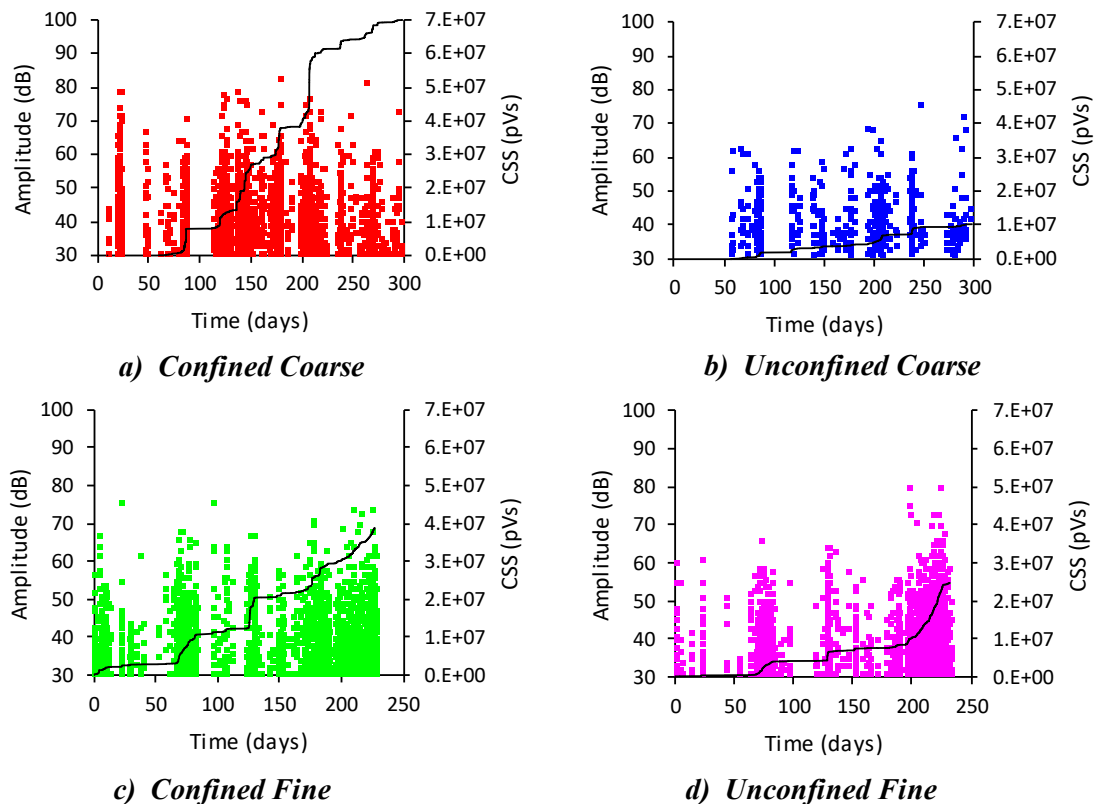 100
90
80
70
60
50
40
30
Amplitude (dB)
7.E+07
6.E+07
5.E+07
4.E+07
3.E+07
2.E+07
1.E+07
0.E+00
CSS (pVs)
0 50 100 150 200 250 300
Time (days)
a) Confined Coarse
100
90
80
70
60
50
40
30
Amplitude (dB)
7.E+07
6.E+07
5.E+07
4.E+07
3.E+07
2.E+07
1.E+07
0.E+00
CSS (pVs)
0 50 100 150 200 250 300
Time (days)
b) Unconfined Coarse
100
90
80
70
60
50
40
30
Amplitude (dB)
7.E+07
6.E+07
5.E+07
4.E+07
3.E+07
2.E+07
1.E+07
0.E+00
CSS (pVs)
0 50 100 150 200 250
Time (days)
c) Confined Fine
100
90
80
70
60
50
40
30
Amplitude (dB)
7.E+07
6.E+07
5.E+07
4.E+07
3.E+07
2.E+07
1.E+07
0.E+00
CSS (pVs)
0 50 100 150 200 250
Time (days)
d) Unconfined Fine